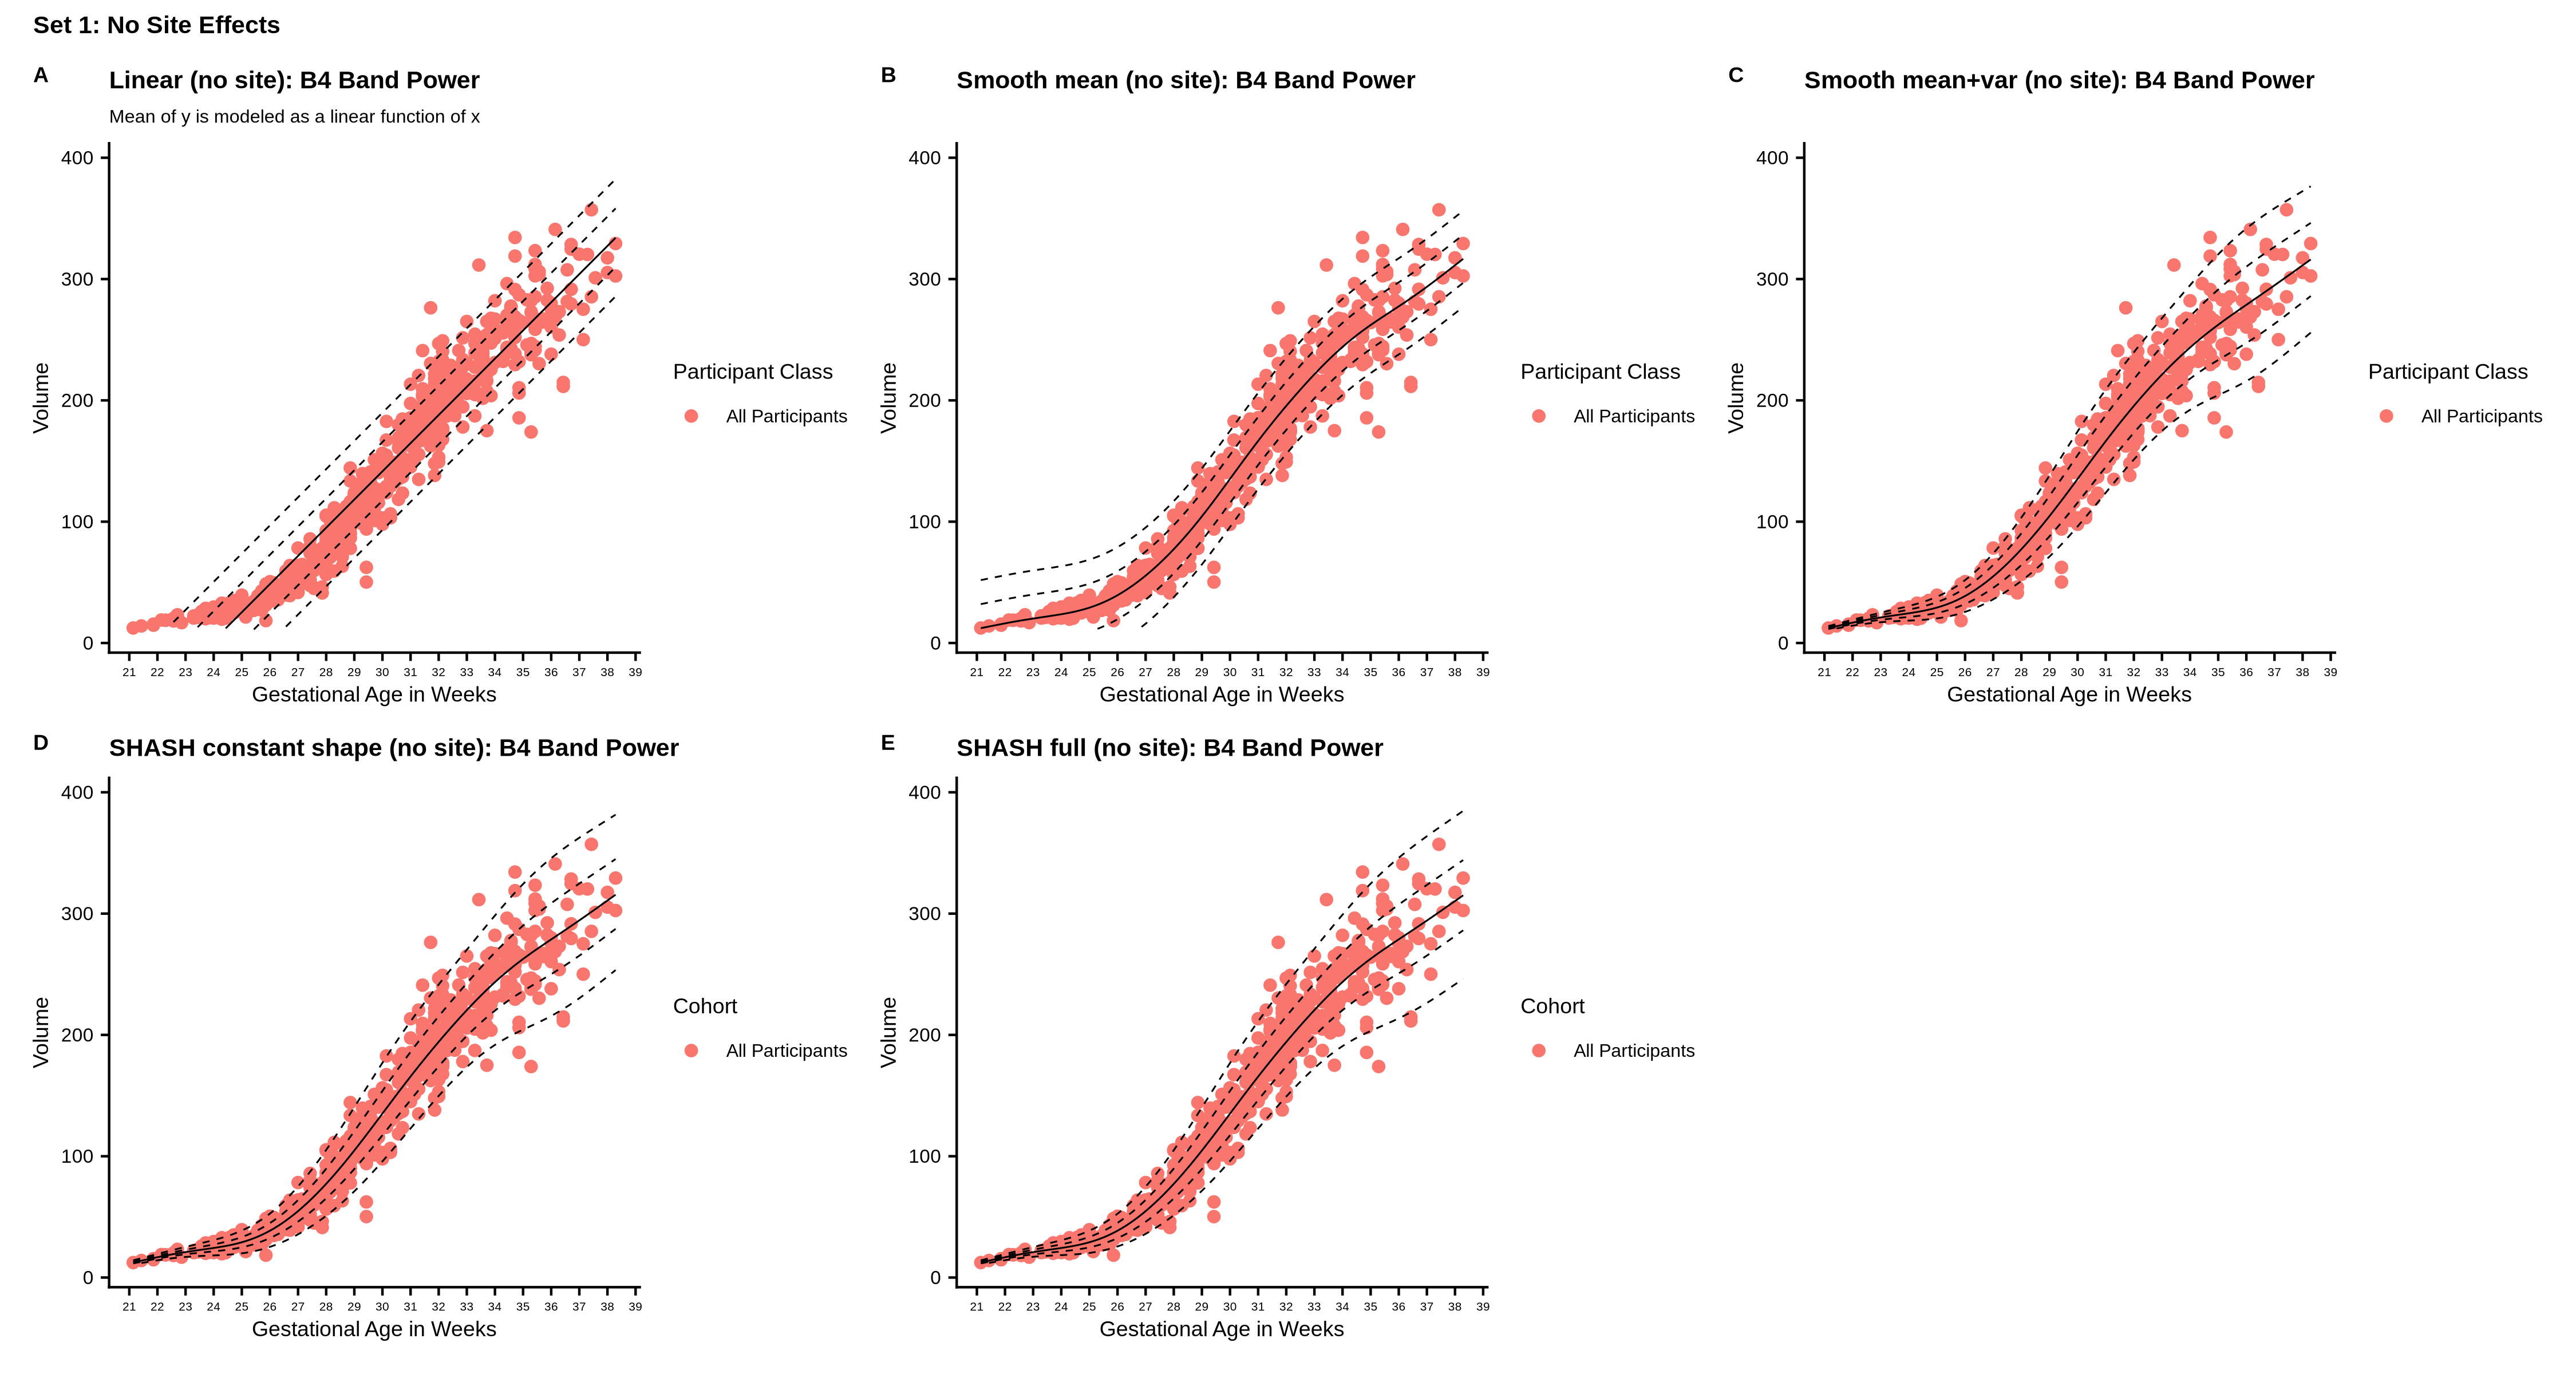 Set 1: No Site Effects
A
Linear (no site): B4 Band Power
Mean of y is modeled as a linear function of x
400
300
200
100
0
Volume
21 22 23 24 25 26 27 28 29 30 31 32 33 34 35 36 37 38 39
Gestational Age in Weeks
Participant Class
All Participants
B
Smooth mean (no site): B4 Band Power
400
300
200
100
0
Volume
21 22 23 24 25 26 27 28 29 30 31 32 33 34 35 36 37 38 39
Gestational Age in Weeks
Participant Class
All Participants
C
Smooth mean+var (no site): B4 Band Power
400
300
200
100
0
Volume
21 22 23 24 25 26 27 28 29 30 31 32 33 34 35 36 37 38 39
Gestational Age in Weeks
Participant Class
All Participants
D
SHASH constant shape (no site): B4 Band Power
400
300
200
100
0
Volume
21 22 23 24 25 26 27 28 29 30 31 32 33 34 35 36 37 38 39
Gestational Age in Weeks
Cohort
All Participants
E
SHASH full (no site): B4 Band Power
400
300
200
100
0
Volume
21 22 23 24 25 26 27 28 29 30 31 32 33 34 35 36 37 38 39
Gestational Age in Weeks
Cohort
All Participants